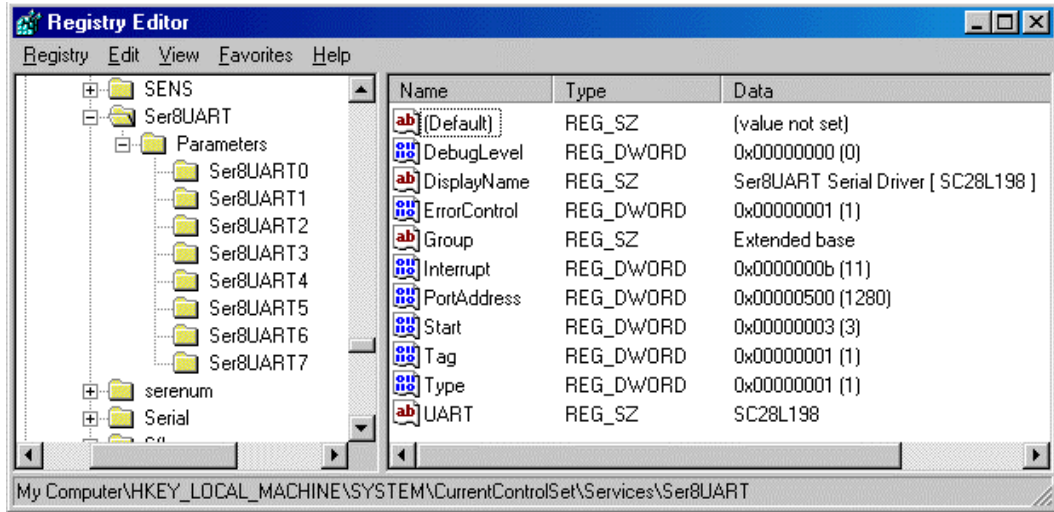 Registry Editor
Registry Edit View Favorites Help
SENS
Ser8UART
Parameters
Ser8UART0
Ser8UART1
Ser8UART2
Ser8UART3
Ser8UART4
Ser8UART5
Ser8UART6
Ser8UART7
serenum
Serial
Name Type Data
(Default) REG_SZ (value not set)
DebugLevel REG_DWORD 0x00000000 (0)
DisplayName REG_SZ Ser8UART Serial Driver [ SC28L198 ]
ErrorControl REG_DWORD 0x00000001 (1)
Group REG_SZ Extended base
Interrupt REG_DWORD 0x0000000b (11)
PortAddress REG_DWORD 0x00000500 (1280)
Start REG_DWORD 0x00000003 (3)
Tag REG_DWORD 0x00000001 (1)
Type REG_DWORD 0x00000001 (1)
UART REG_SZ SC28L198
My Computer\HKEY_LOCAL_MACHINE\SYSTEM\CurrentControlSet\Services\Ser8UART